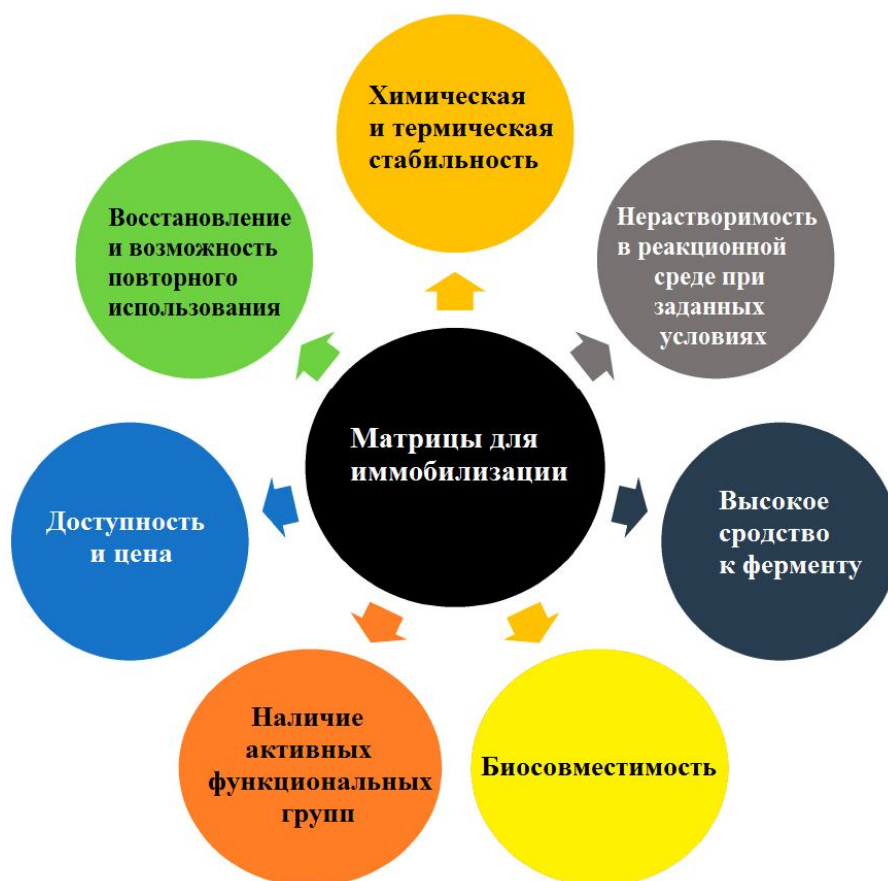 Химическая
и термическая
стабильность
Восстановление
и возможность
повторного
использования
Нерастворимость
в реакционной
среде при
заданных
условиях
Матрицы для
иммобилизации
Доступность
и цена
Высокое
сродство
к ферменту
Наличие
активных
функциональных
групп
Биосовместимость